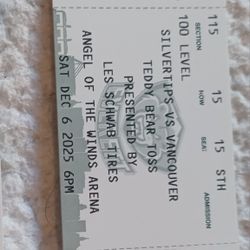 115 15 15 STH
SECTION ROW SEAT ADMISSION
100 LEVEL
SILVERTIPS VS VANCOUVER
TEDDY BEAR TOSS
PRESENTED BY
LES SCHWAB TIRES
ANGEL OF THE WINDS ARENA
SAT DEC 6 2025 6PM